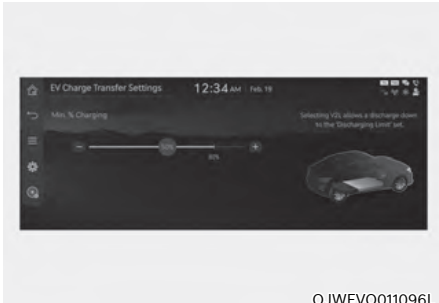 EV Charge Transfer Settings
12:34 AM Feb. 19
Min. % Charging
Selecting V2L allows a discharge down
to the 'Discharging Limit' set.
50%
80%
OJWEVQ011096L